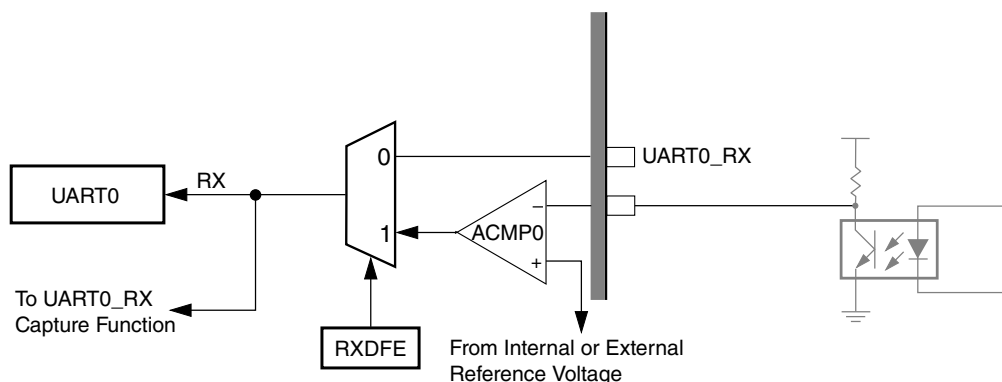 0
UART0_RX
RX
UART0
−
ACMP0
1
+
To UART0_RX
Capture Function
RXDFE
From Internal or External
Reference Voltage